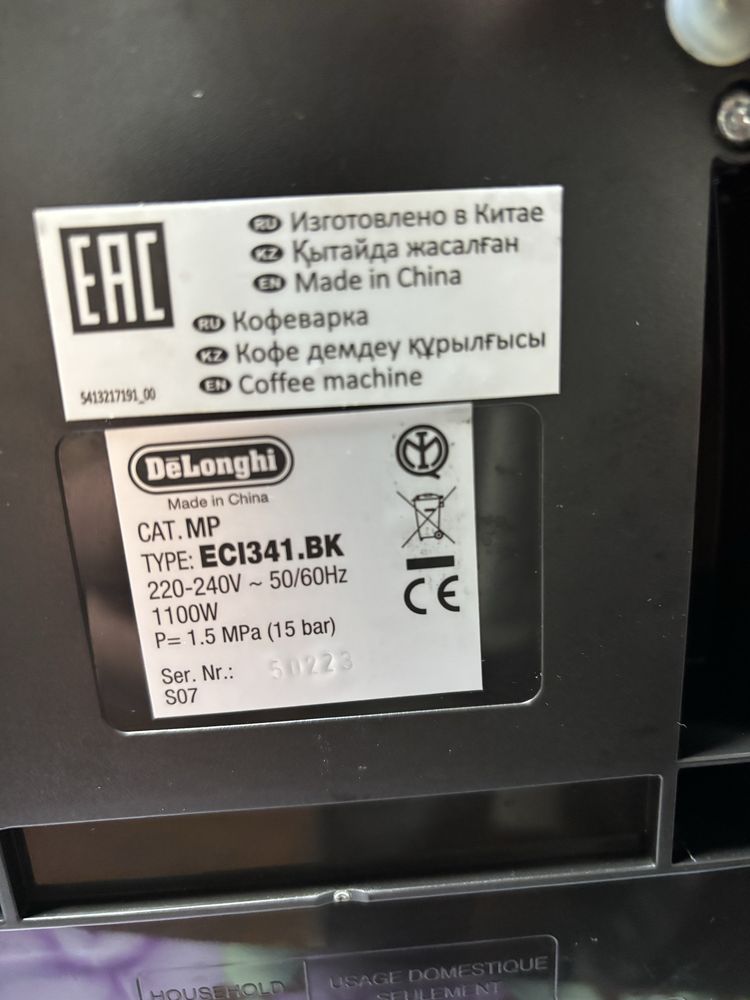 EAC
RU Изготовлено в Китае
KZ Қытайда жасалған
EN Made in China
RU Кофеварка
KZ Кофе демдеу құрылғысы
EN Coffee machine
5413217191_00
DēLonghi
Made in China
CAT. MP
TYPE: ECI341.BK
220-240V ~ 50/60Hz
1100W
P= 1.5 MPa (15 bar)
Ser. Nr.: 50223
S07
CE
HOUSEHOLD
USAGE DOMESTIQUE
SEULEMENT